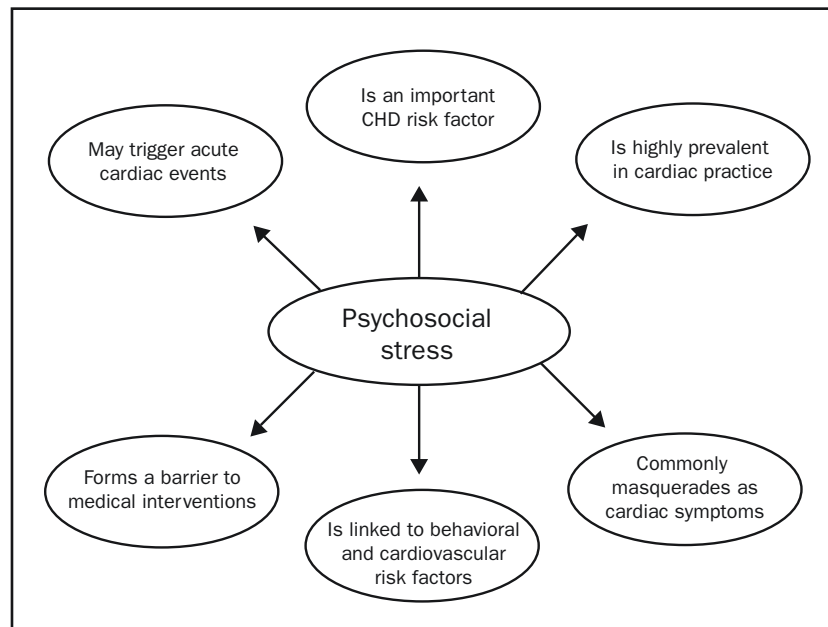 Is an important
CHD risk factor
May trigger acute
cardiac events
Is highly prevalent
in cardiac practice
Psychosocial
stress
Forms a barrier to
medical interventions
Is linked to behavioral
and cardiovascular
risk factors
Commonly
masquerades as
cardiac symptoms